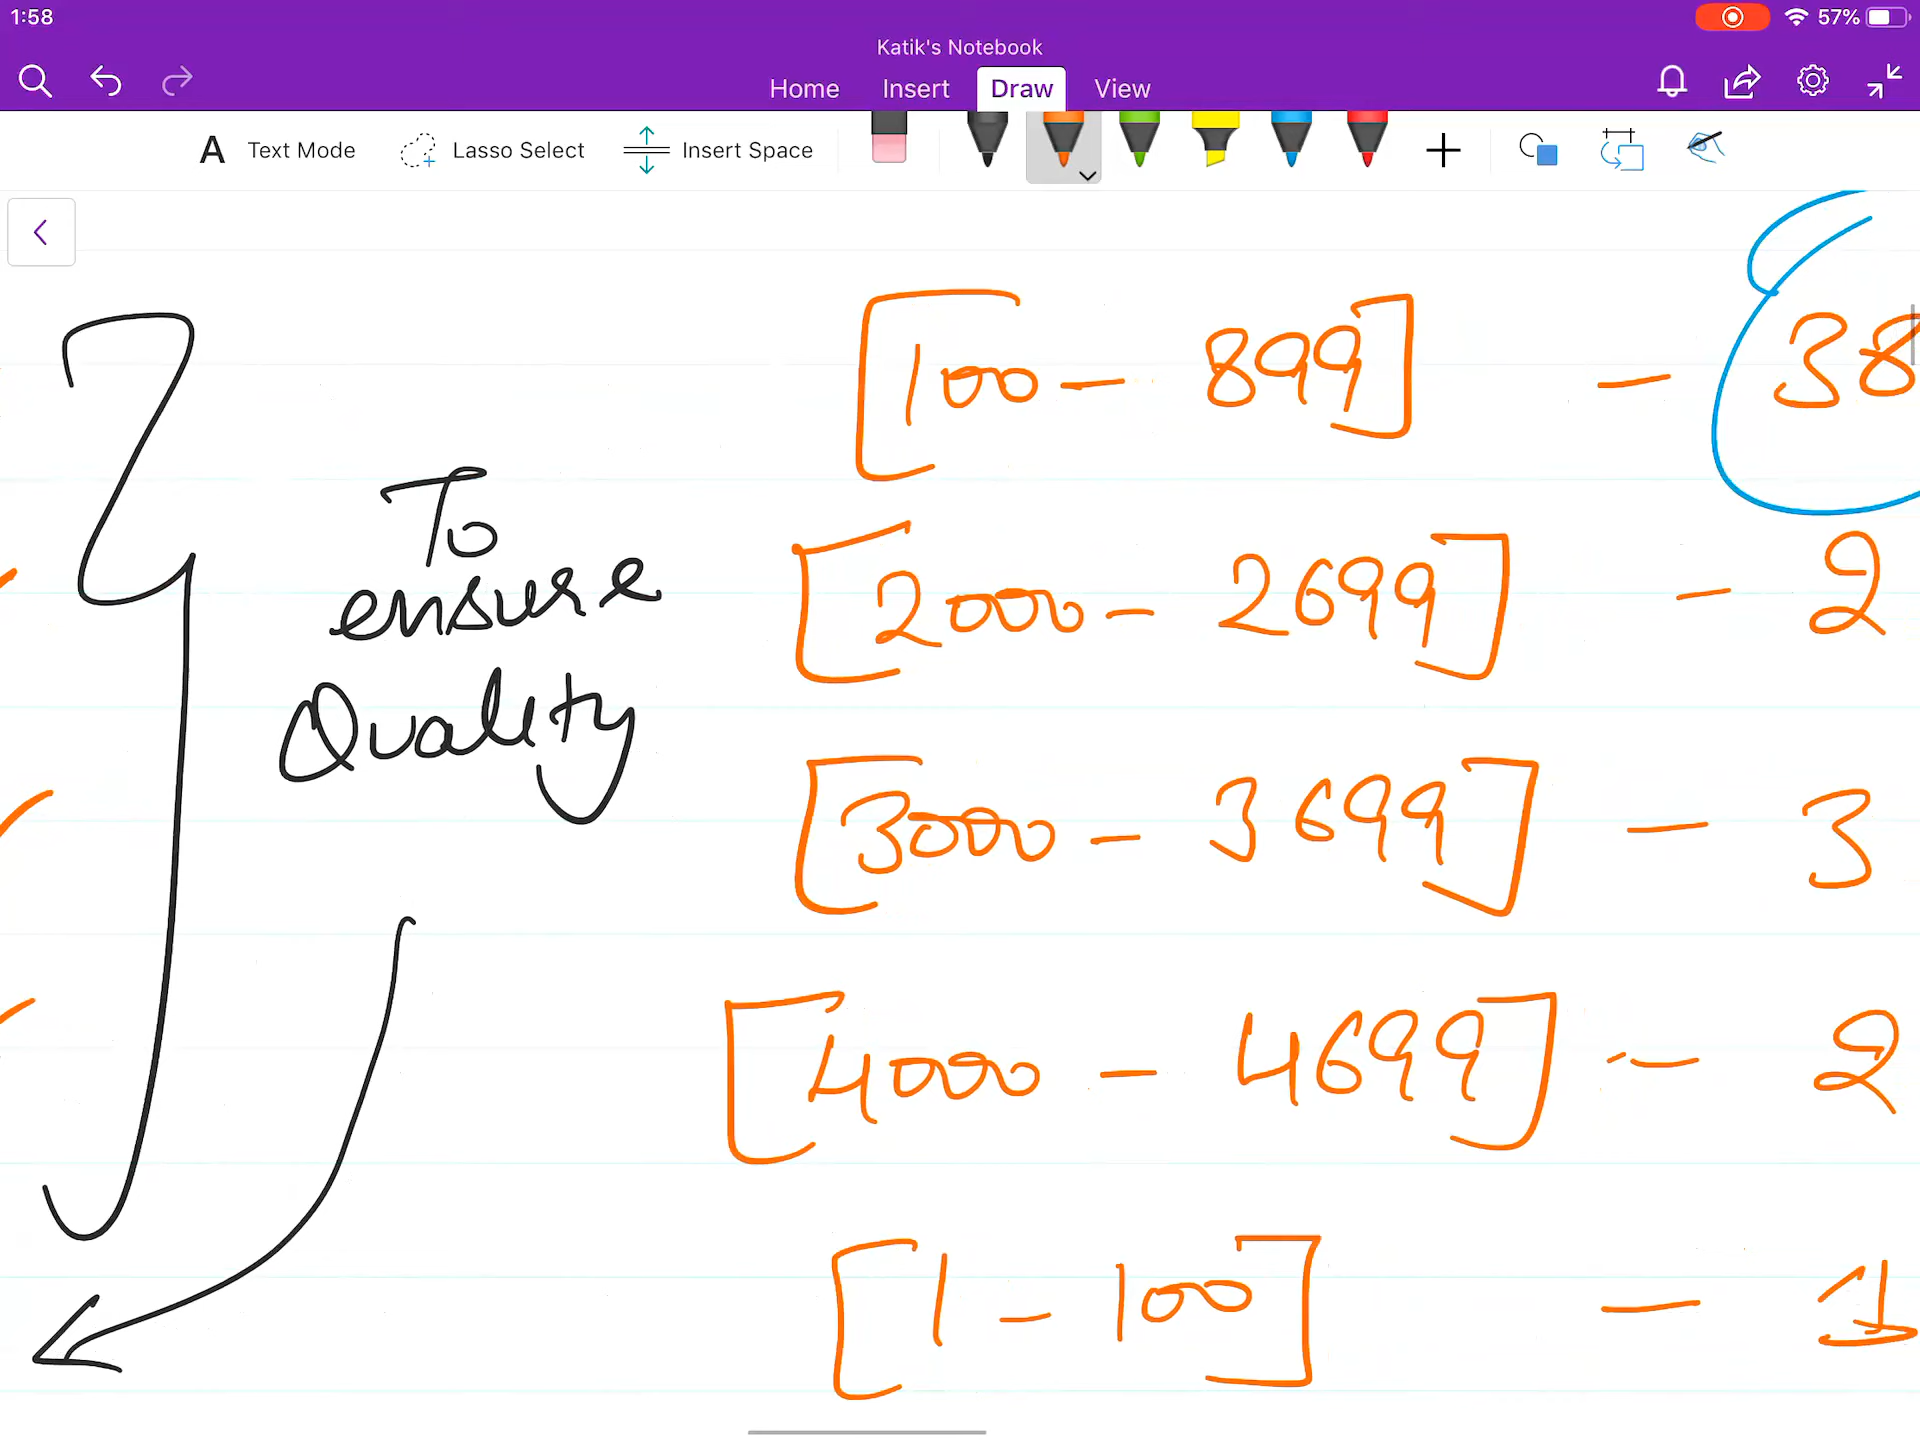 1:58
57%
Katik's Notebook
Home Insert Draw View
A Text Mode Lasso Select Insert Space
[100 - 899] - 38
To
ensure
Quality
[2000 - 2699] - 2
[3000 - 3699] - 3
[4000 - 4699] - 2
[1 - 100] - 1